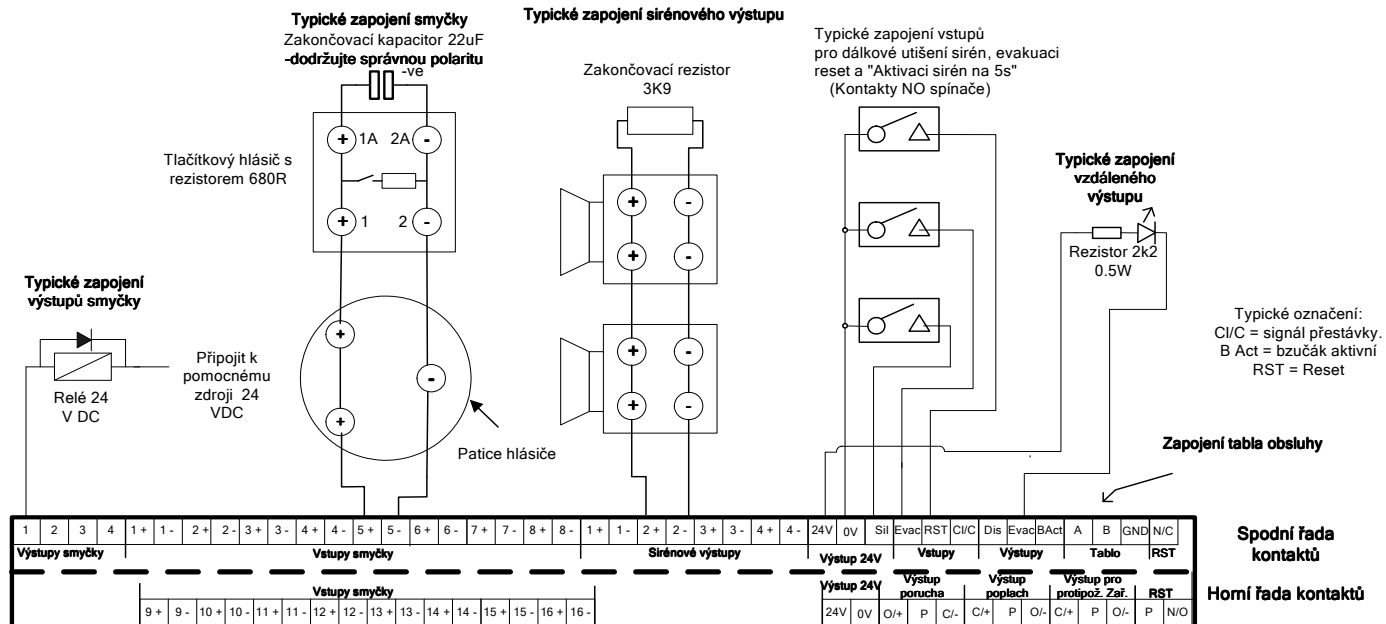 Typické zapojení smyčky
Zakončovací kapacitor 22uF
-dodržujte správnou polaritu
-ve
Typické zapojení sirénového výstupu
Zakončovací rezistor
3K9
Typické zapojení vstupů
pro dálkové utišení sirén, evakuaci
reset a "Aktivaci sirén na 5s"
(Kontakty NO spínače)
Tlačítkový hlásič s
rezistorem 680R
+ 1A 2A -
+ 1 2 -
+ -
+ -
+ -
+ -
Typické zapojení
vzdáleného
výstupu
Rezistor 2k2
0.5W
Typické zapojení
výstupů smyčky
Relé 24
V DC
Připojit k
pomocnému
zdroji 24
VDC
+
-
+
Patice hlásiče
Typické označení:
Cl/C = signál přestávky.
B Act = bzučák aktivní
RST = Reset
Zapojení tabla obsluhy
1 2 3 4 1 + 1 - 2 + 2 - 3 + 3 - 4 + 4 - 5 + 5 - 6 + 6 - 7 + 7 - 8 + 8 - 1 + 1 - 2 + 2 - 3 + 3 - 4 + 4 - 24V 0V Sil Evac RST Cl/C Dis Evac BAct A B GND N/C
Výstupy smyčky Vstupy smyčky Sirénové výstupy Výstup 24V Vstupy Výstupy Tablo RST
Spodní řada
kontaktů
Vstupy smyčky
Výstup 24V
Výstup
porucha
Výstup
poplach
Výstup pro
protipož. Zař.
RST
Horní řada kontaktů
9 + 9 - 10 + 10 - 11 + 11 - 12 + 12 - 13 + 13 - 14 + 14 - 15 + 15 - 16 + 16 - 24V 0V O/+ P C/- C/+ P O/- C/+ P O/- P N/O